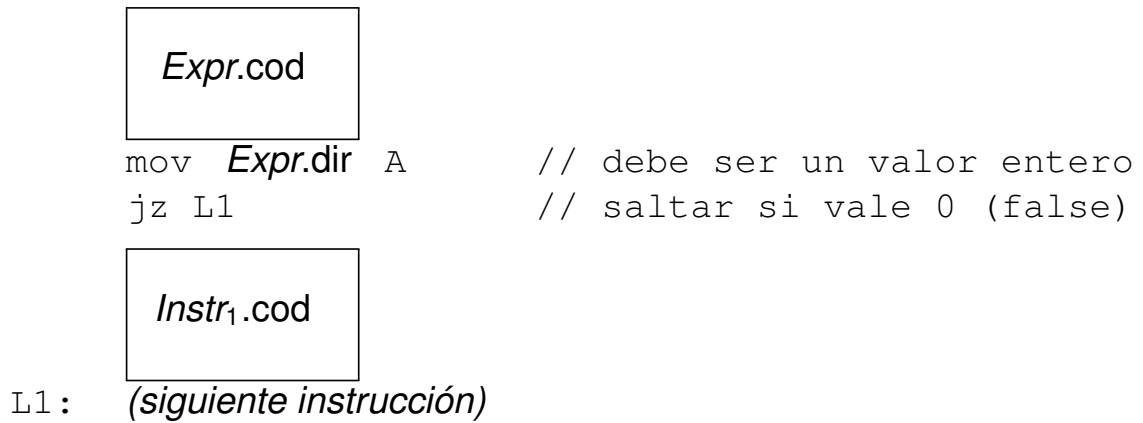 Expr.cod
mov Expr.dir A // debe ser un valor entero
jz L1 // saltar si vale 0 (false)
Instr₁.cod
L1: (siguiente instrucción)